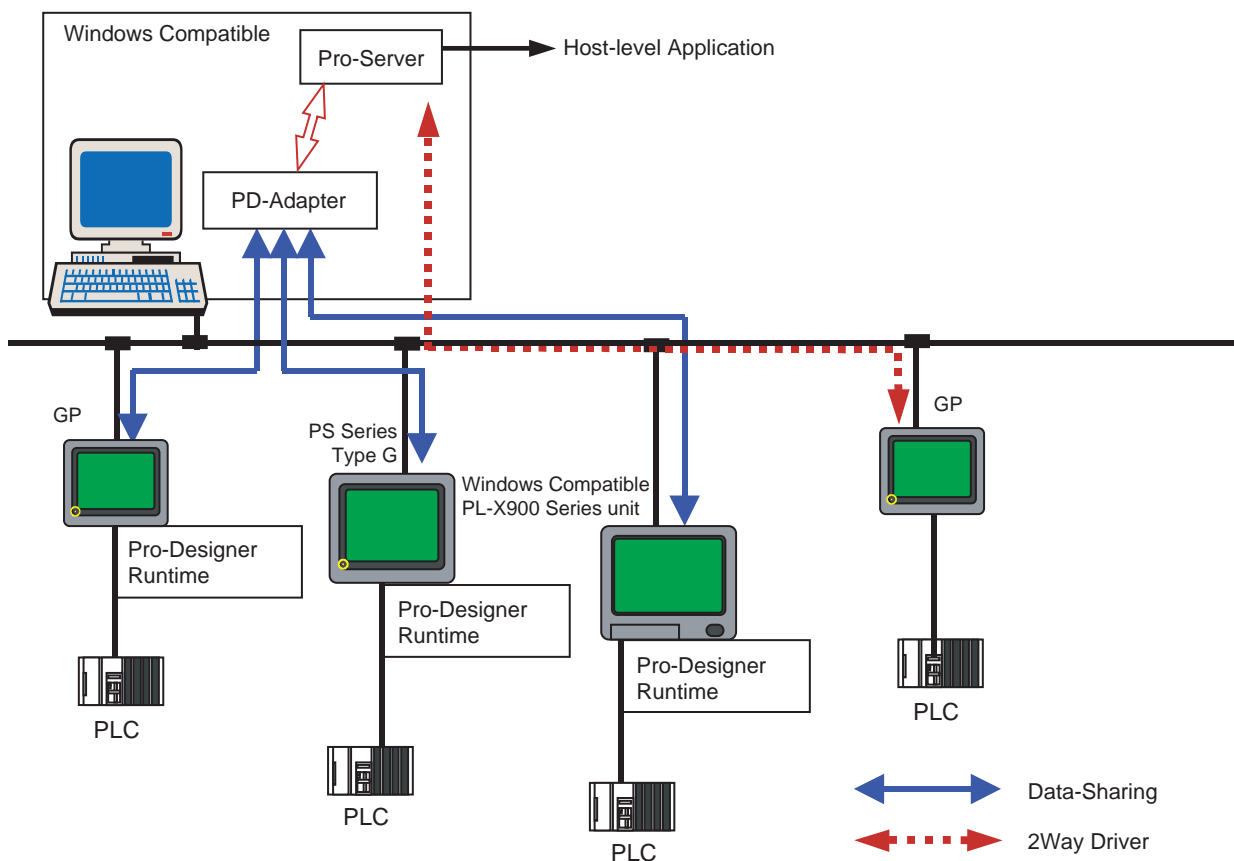 Windows Compatible
Pro-Server
Host-level Application
PD-Adapter
GP
PS Series
Type G
Windows Compatible
PL-X900 Series unit
GP
Pro-Designer
Runtime
Pro-Designer
Runtime
Pro-Designer
Runtime
PLC
PLC
PLC
PLC
Data-Sharing
2Way Driver